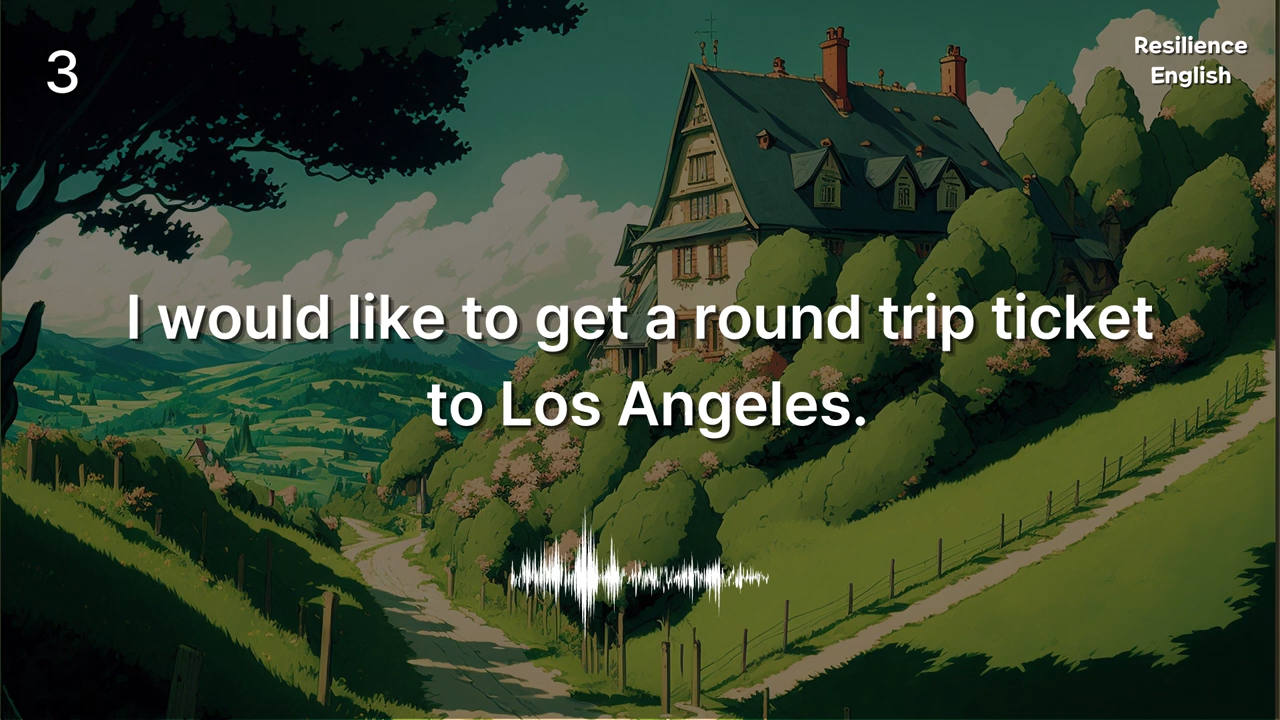 3
Resilience
English
I would like to get a round trip ticket
to Los Angeles.